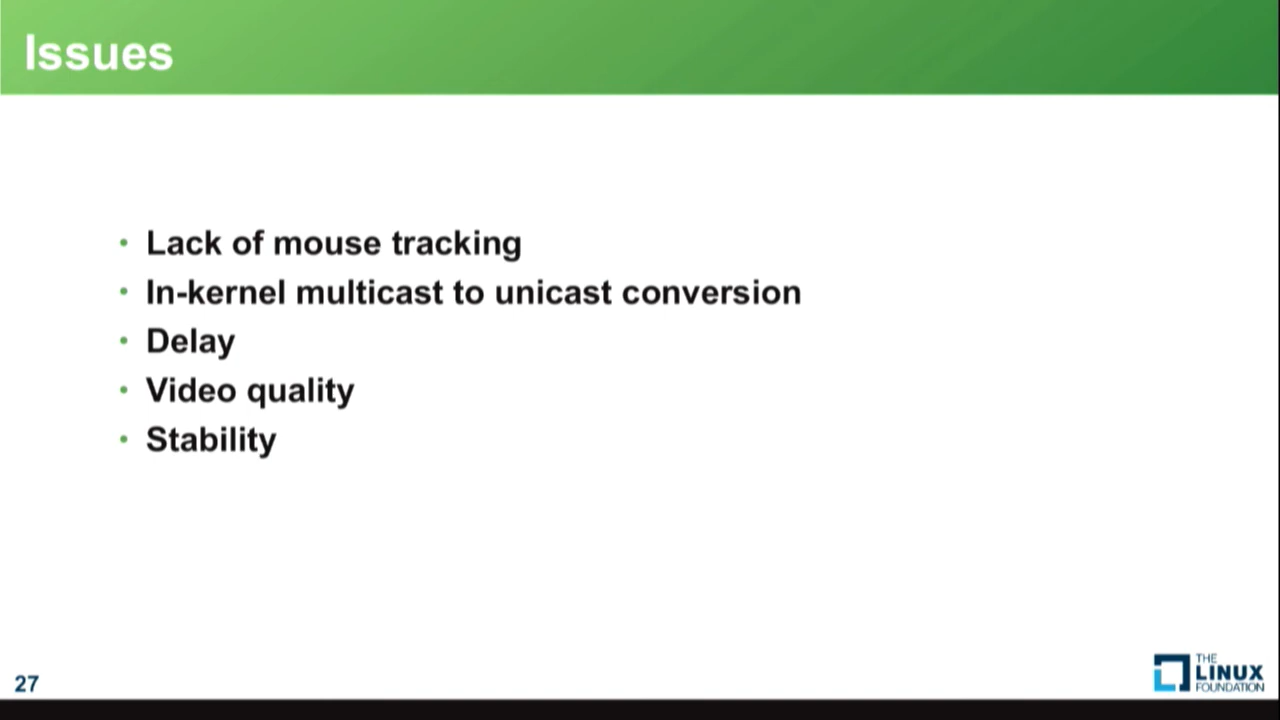 Issues
• Lack of mouse tracking
• In-kernel multicast to unicast conversion
• Delay
• Video quality
• Stability
27
THE
LINUX
FOUNDATION